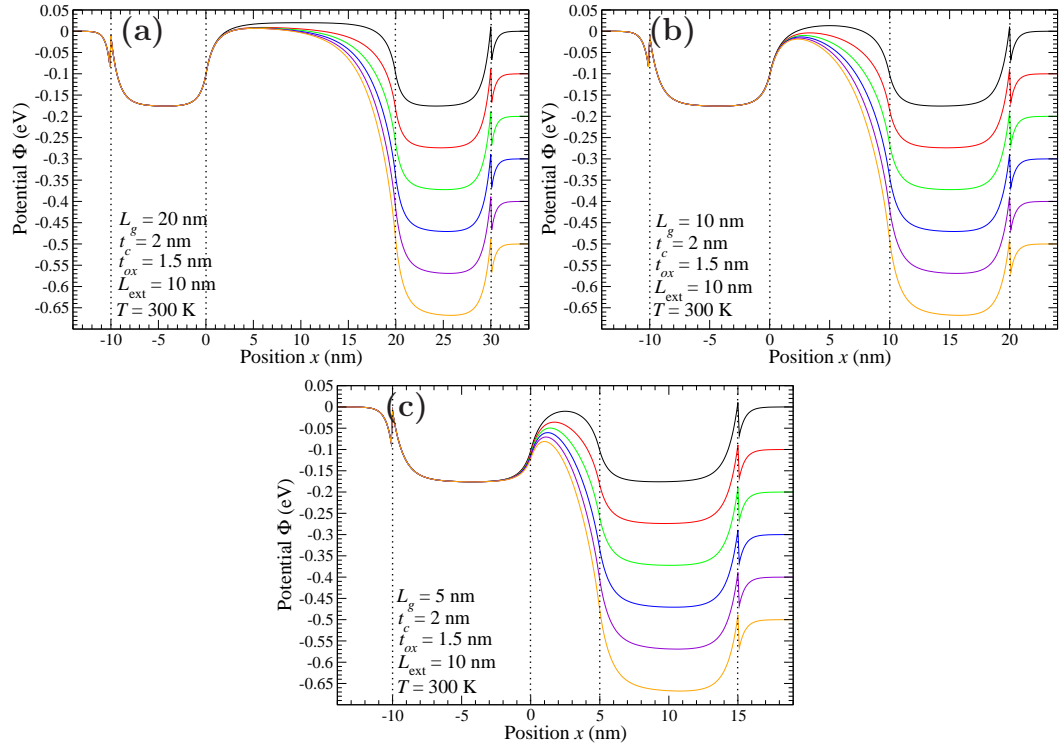 (a)
Potential Φ (eV)
0.05
0
-0.05
-0.1
-0.15
-0.2
-0.25
-0.3
-0.35
-0.4
-0.45
-0.5
-0.55
-0.6
-0.65
L_g = 20 nm
t_c = 2 nm
t_ox = 1.5 nm
L_ext = 10 nm
T = 300 K
-10 -5 0 5 10 15 20 25 30
Position x (nm)
(b)
Potential Φ (eV)
0.05
0
-0.05
-0.1
-0.15
-0.2
-0.25
-0.3
-0.35
-0.4
-0.45
-0.5
-0.55
-0.6
-0.65
L_g = 10 nm
t_c = 2 nm
t_ox = 1.5 nm
L_ext = 10 nm
T = 300 K
-10 -5 0 5 10 15 20
Position x (nm)
(c)
Potential Φ (eV)
0.05
0
-0.05
-0.1
-0.15
-0.2
-0.25
-0.3
-0.35
-0.4
-0.45
-0.5
-0.55
-0.6
-0.65
L_g = 5 nm
t_c = 2 nm
t_ox = 1.5 nm
L_ext = 10 nm
T = 300 K
-10 -5 0 5 10 15
Position x (nm)